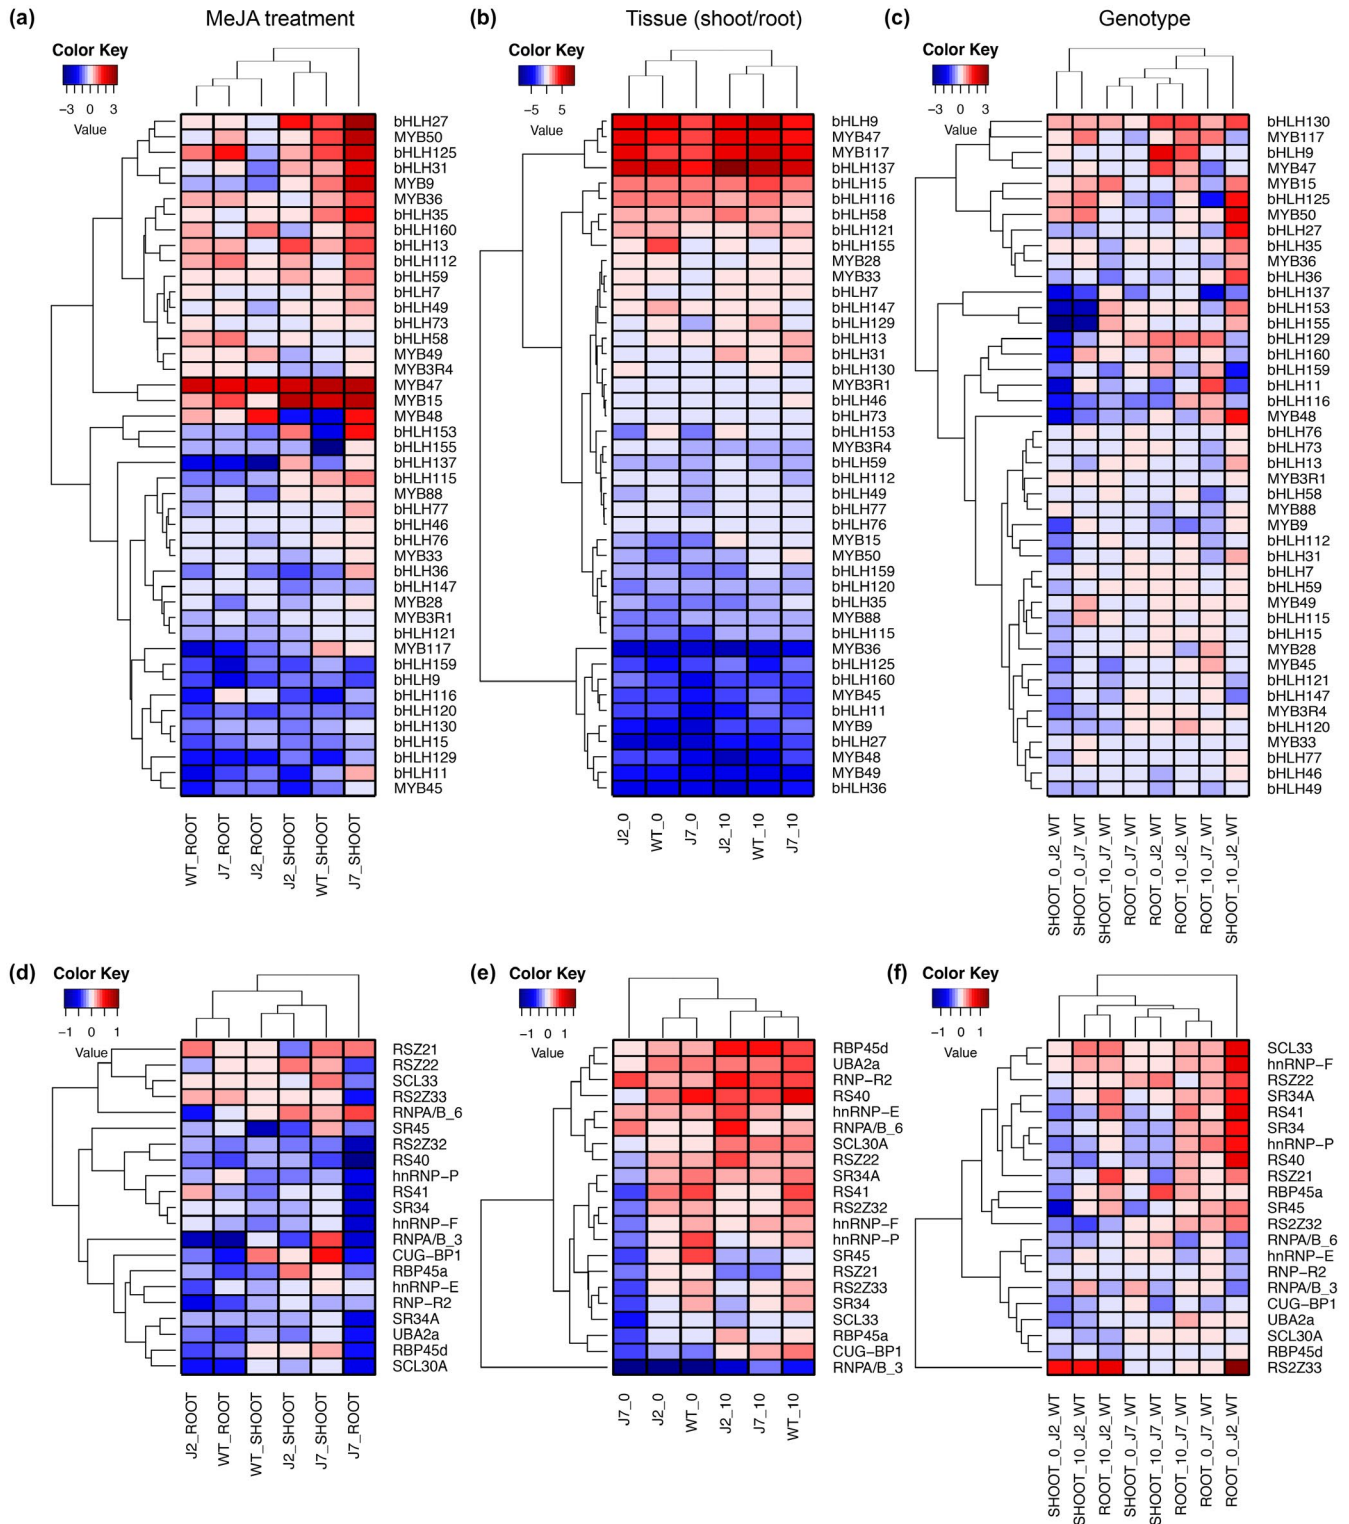 (a) MeJA treatment
Color Key
−3 0 3
Value
bHLH27
MYB50
bHLH125
bHLH31
MYB9
MYB36
bHLH35
bHLH160
bHLH13
bHLH112
bHLH59
bHLH7
bHLH49
bHLH73
bHLH58
MYB49
MYB3R4
MYB47
MYB15
MYB48
bHLH153
bHLH155
bHLH137
bHLH115
MYB88
bHLH77
bHLH46
bHLH76
MYB33
bHLH36
bHLH147
MYB28
MYB3R1
bHLH121
MYB117
bHLH159
bHLH9
bHLH116
bHLH120
bHLH130
bHLH15
bHLH129
bHLH11
MYB45
WT_ROOT
J7_ROOT
J2_ROOT
J2_SHOOT
WT_SHOOT
J7_SHOOT
(b) Tissue (shoot/root)
Color Key
−5 5
Value
bHLH9
MYB47
MYB117
bHLH137
bHLH15
bHLH116
bHLH58
bHLH121
bHLH155
MYB28
MYB33
bHLH7
bHLH147
bHLH129
bHLH13
bHLH31
bHLH130
MYB3R1
bHLH46
bHLH73
bHLH153
MYB3R4
bHLH59
bHLH112
bHLH49
bHLH77
bHLH76
MYB15
MYB50
bHLH159
bHLH120
bHLH35
MYB88
bHLH115
MYB36
bHLH125
bHLH160
MYB45
bHLH11
MYB9
bHLH27
MYB48
MYB49
bHLH36
J2_0
WT_0
J7_0
J2_10
WT_10
J7_10
(c) Genotype
Color Key
−3 0 3
Value
bHLH130
MYB117
bHLH9
MYB47
MYB15
bHLH125
MYB50
bHLH27
bHLH35
MYB36
bHLH36
bHLH137
bHLH153
bHLH155
bHLH129
bHLH160
bHLH159
bHLH11
bHLH116
MYB48
bHLH76
bHLH73
bHLH13
MYB3R1
bHLH58
MYB88
MYB9
bHLH112
bHLH31
bHLH7
bHLH59
MYB49
bHLH115
bHLH15
MYB28
MYB45
bHLH121
bHLH147
MYB3R4
bHLH120
MYB33
bHLH77
bHLH46
bHLH49
SHOOT_0_J2_WT
SHOOT_0_J7_WT
SHOOT_10_J7_WT
ROOT_0_J7_WT
ROOT_0_J2_WT
ROOT_10_J2_WT
ROOT_10_J7_WT
SHOOT_10_J2_WT
(d) Color Key
−1 0 1
Value
RSZ21
RSZ22
SCL33
RS2Z33
RNPA/B_6
SR45
RS2Z32
RS40
hnRNP−P
RS41
SR34
hnRNP−F
RNPA/B_3
CUG−BP1
RBP45a
hnRNP−E
RNP−R2
SR34A
UBA2a
RBP45d
SCL30A
J2_ROOT
WT_ROOT
WT_SHOOT
J2_SHOOT
J7_SHOOT
J7_ROOT
(e) Color Key
−1 0 1
Value
RBP45d
UBA2a
RNP−R2
RS40
hnRNP−E
RNPA/B_6
SCL30A
RSZ22
SR34A
RS41
RS2Z32
hnRNP−F
hnRNP−P
SR45
RSZ21
RS2Z33
SR34
SCL33
RBP45a
CUG−BP1
RNPA/B_3
J7_0
J2_0
WT_0
J2_10
J7_10
WT_10
(f) Color Key
−1 0 1
Value
SCL33
hnRNP−F
RSZ22
SR34A
RS41
SR34
hnRNP−P
RS40
RSZ21
RBP45a
SR45
RS2Z32
RNPA/B_6
hnRNP−E
RNP−R2
RNPA/B_3
CUG−BP1
UBA2a
SCL30A
RBP45d
RS2Z33
SHOOT_0_J2_WT
SHOOT_10_J2_WT
ROOT_10_J2_WT
SHOOT_0_J7_WT
SHOOT_10_J7_WT
ROOT_10_J7_WT
ROOT_0_J7_WT
ROOT_0_J2_WT